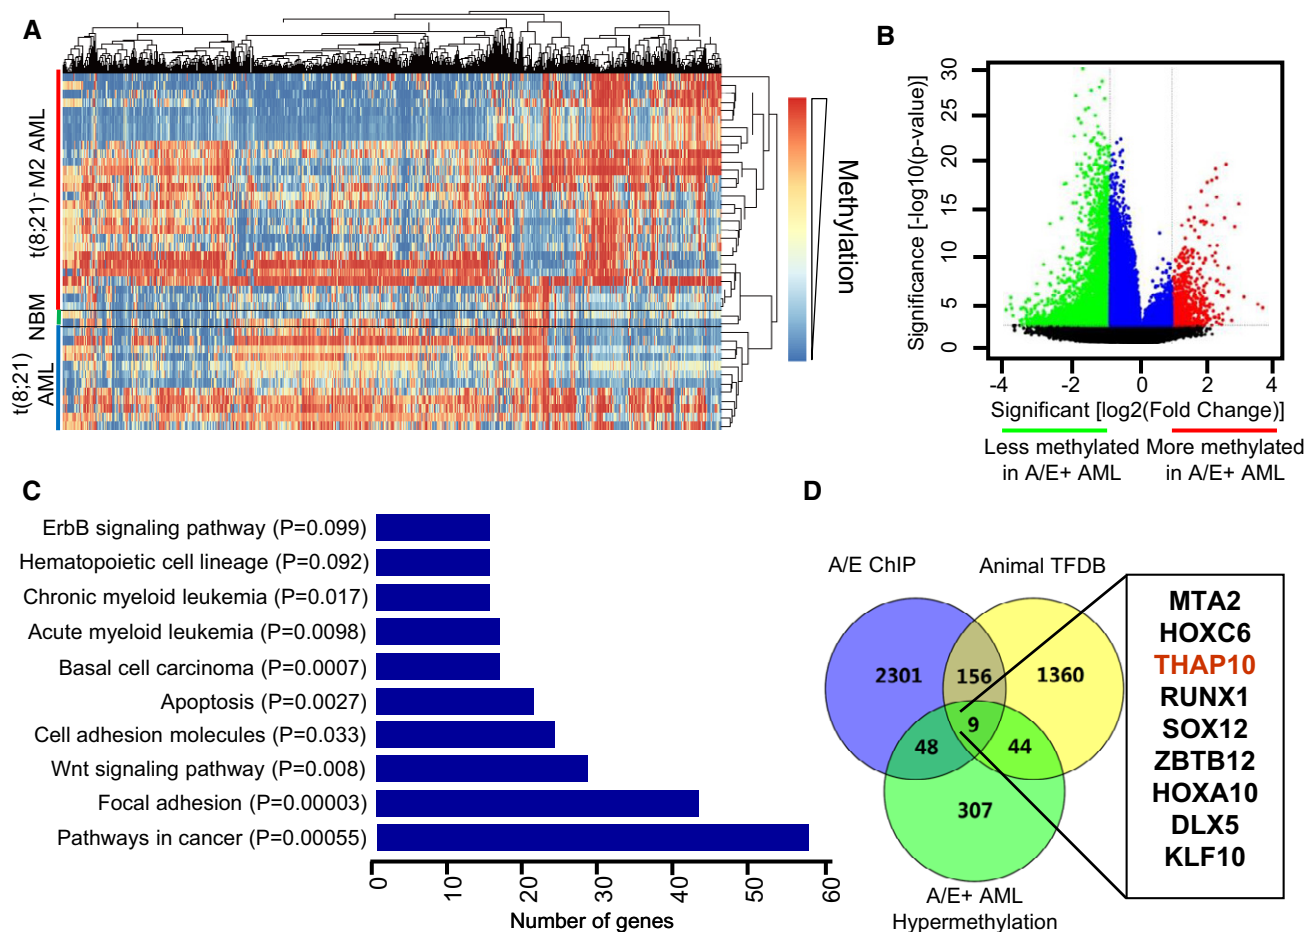 A
t(8;21)- M2 AML
NBM
t(8;21)
AML
Methylation
B
Significance [-log10(p-value)]
30
25
20
15
10
5
0
-4 -2 0 2 4
Significant [log2(Fold Change)]
Less methylated
in A/E+ AML
More methylated
in A/E+ AML
C
ErbB signaling pathway (P=0.099)
Hematopoietic cell lineage (P=0.092)
Chronic myeloid leukemia (P=0.017)
Acute myeloid leukemia (P=0.0098)
Basal cell carcinoma (P=0.0007)
Apoptosis (P=0.0027)
Cell adhesion molecules (P=0.033)
Wnt signaling pathway (P=0.008)
Focal adhesion (P=0.00003)
Pathways in cancer (P=0.00055)
0 10 20 30 40 50 60
Number of genes
D
A/E ChIP
Animal TFDB
2301
156
1360
9
48
44
307
A/E+ AML
Hypermethylation
MTA2
HOXC6
THAP10
RUNX1
SOX12
ZBTB12
HOXA10
DLX5
KLF10